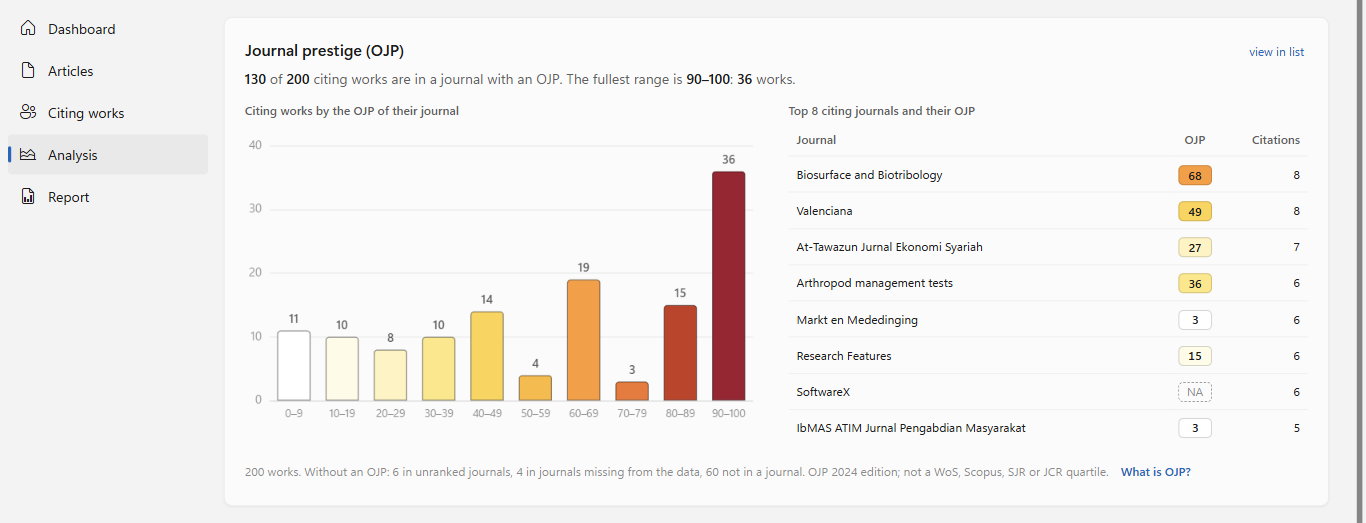 Dashboard
Articles
Citing works
Analysis
Report
Journal prestige (OJP)
view in list
130 of 200 citing works are in a journal with an OJP. The fullest range is 90–100: 36 works.
Citing works by the OJP of their journal
40
30
20
10
0
11
10
8
10
14
4
19
3
15
36
0–9
10–19
20–29
30–39
40–49
50–59
60–69
70–79
80–89
90–100
Top 8 citing journals and their OJP
Journal OJP Citations
Biosurface and Biotribology 68 8
Valenciana 49 8
At-Tawazun Jurnal Ekonomi Syariah 27 7
Arthropod management tests 36 6
Markt en Mededinging 3 6
Research Features 15 6
SoftwareX NA 6
IbMAS ATIM Jurnal Pengabdian Masyarakat 3 5
200 works. Without an OJP: 6 in unranked journals, 4 in journals missing from the data, 60 not in a journal. OJP 2024 edition; not a WoS, Scopus, SJR or JCR quartile. What is OJP?